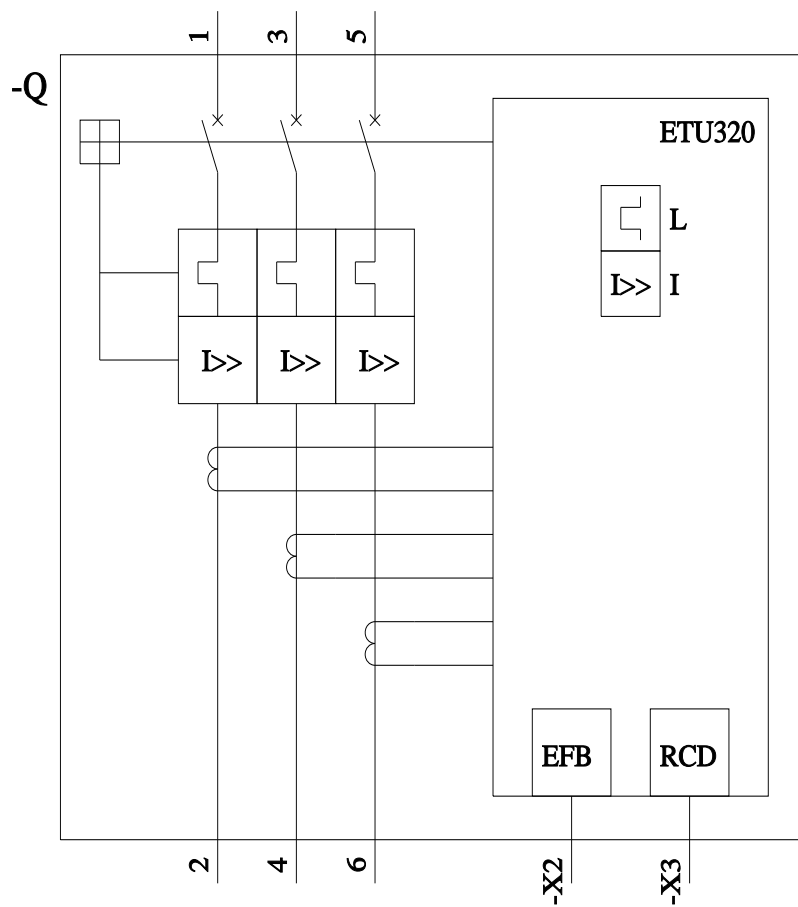 1 3 5
-Q
ETU320
L
I>> I
I>> I>> I>>
EFB RCD
2 4 6 -X2 -X3